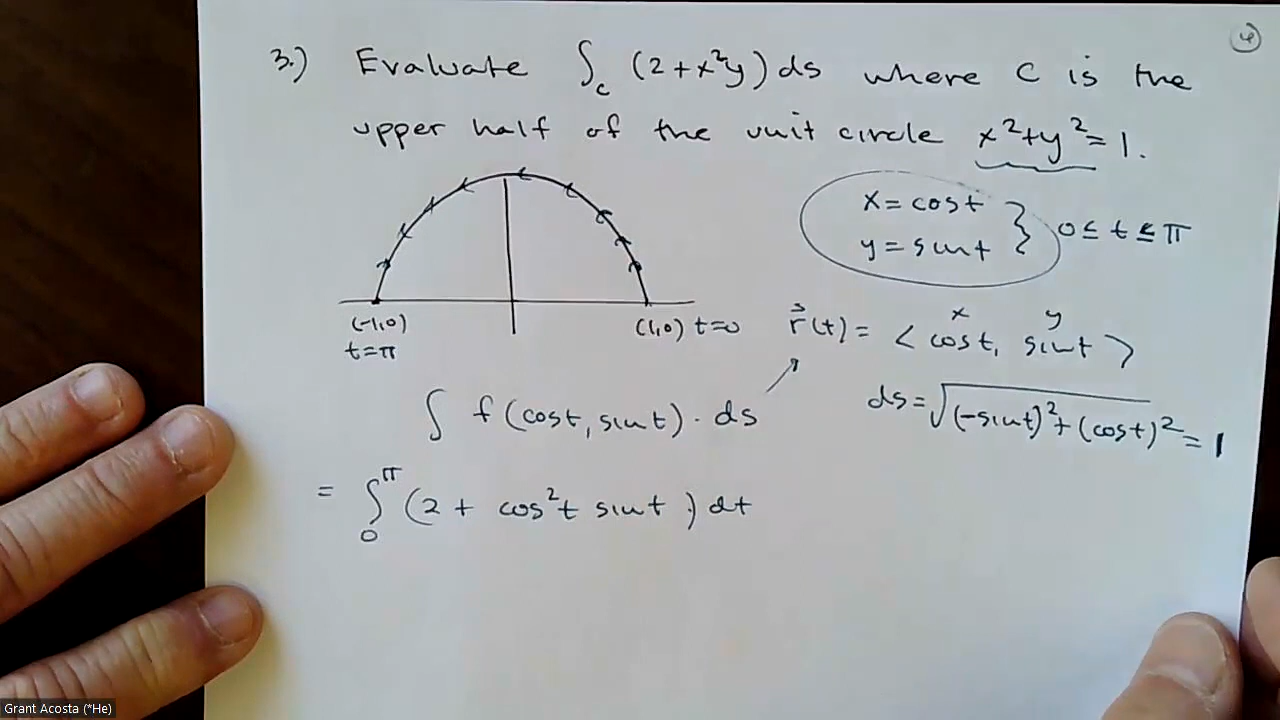 ④
3.) Evaluate ∫_c (2+x²y) ds where C is the
upper half of the unit circle x²+y²=1.
x = cos t
y = sin t } 0 ≤ t ≤ π
(-1,0)
t=π
(1,0) t=0
r⃗(t) = < cos t, sin t >
x y
∫ f(cos t, sin t) · ds
ds = √((-sin t)² + (cos t)²) = 1
= ∫₀^π (2 + cos²t sin t) dt
Grant Acosta (*He)